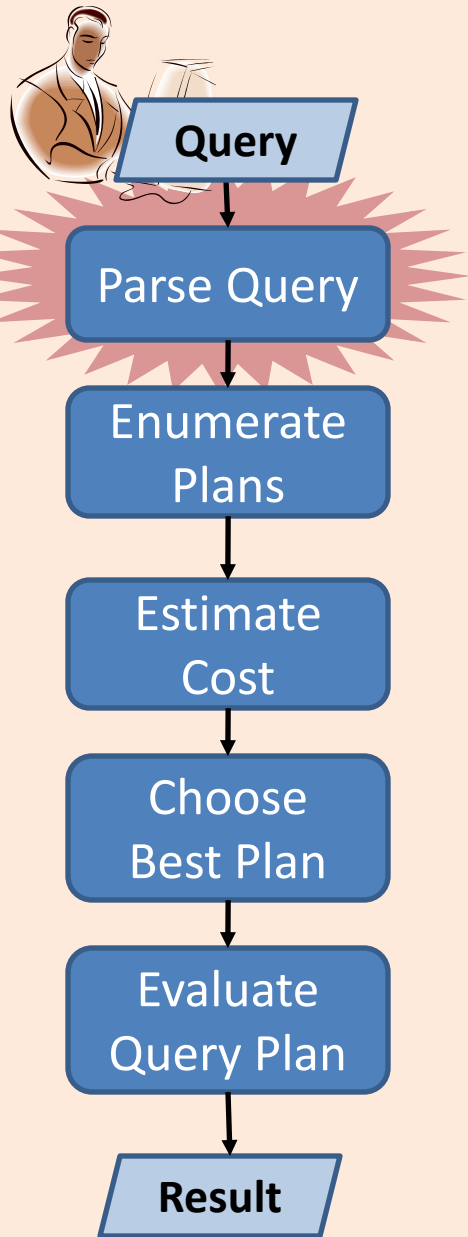 Query
Parse Query
Enumerate
Plans
Estimate
Cost
Choose
Best Plan
Evaluate
Query Plan
Result